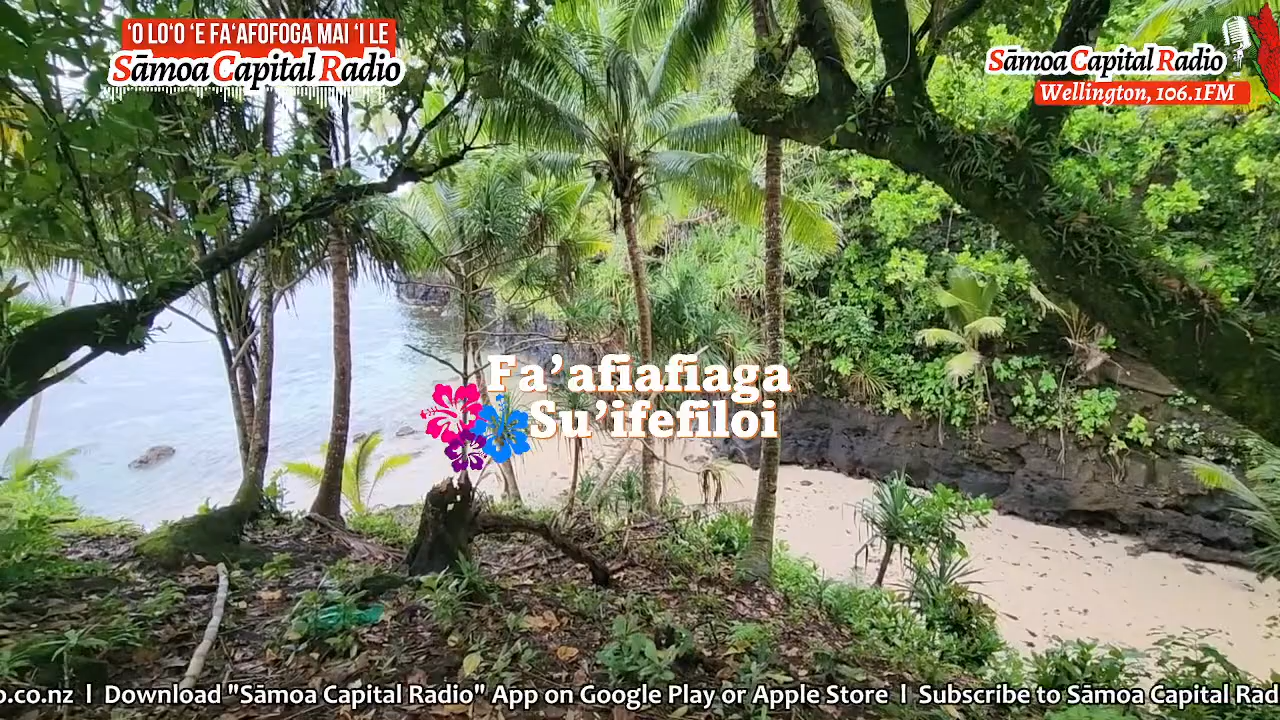 ‘O LO‘O ‘E FA‘AFOFOGA MAI ‘I LE
Sāmoa Capital Radio
Sāmoa Capital Radio
Wellington, 106.1FM
Fa’afiafiaga
Su’ifefiloi
o.co.nz l Download "Sāmoa Capital Radio" App on Google Play or Apple Store l Subscribe to Sāmoa Capital Rad